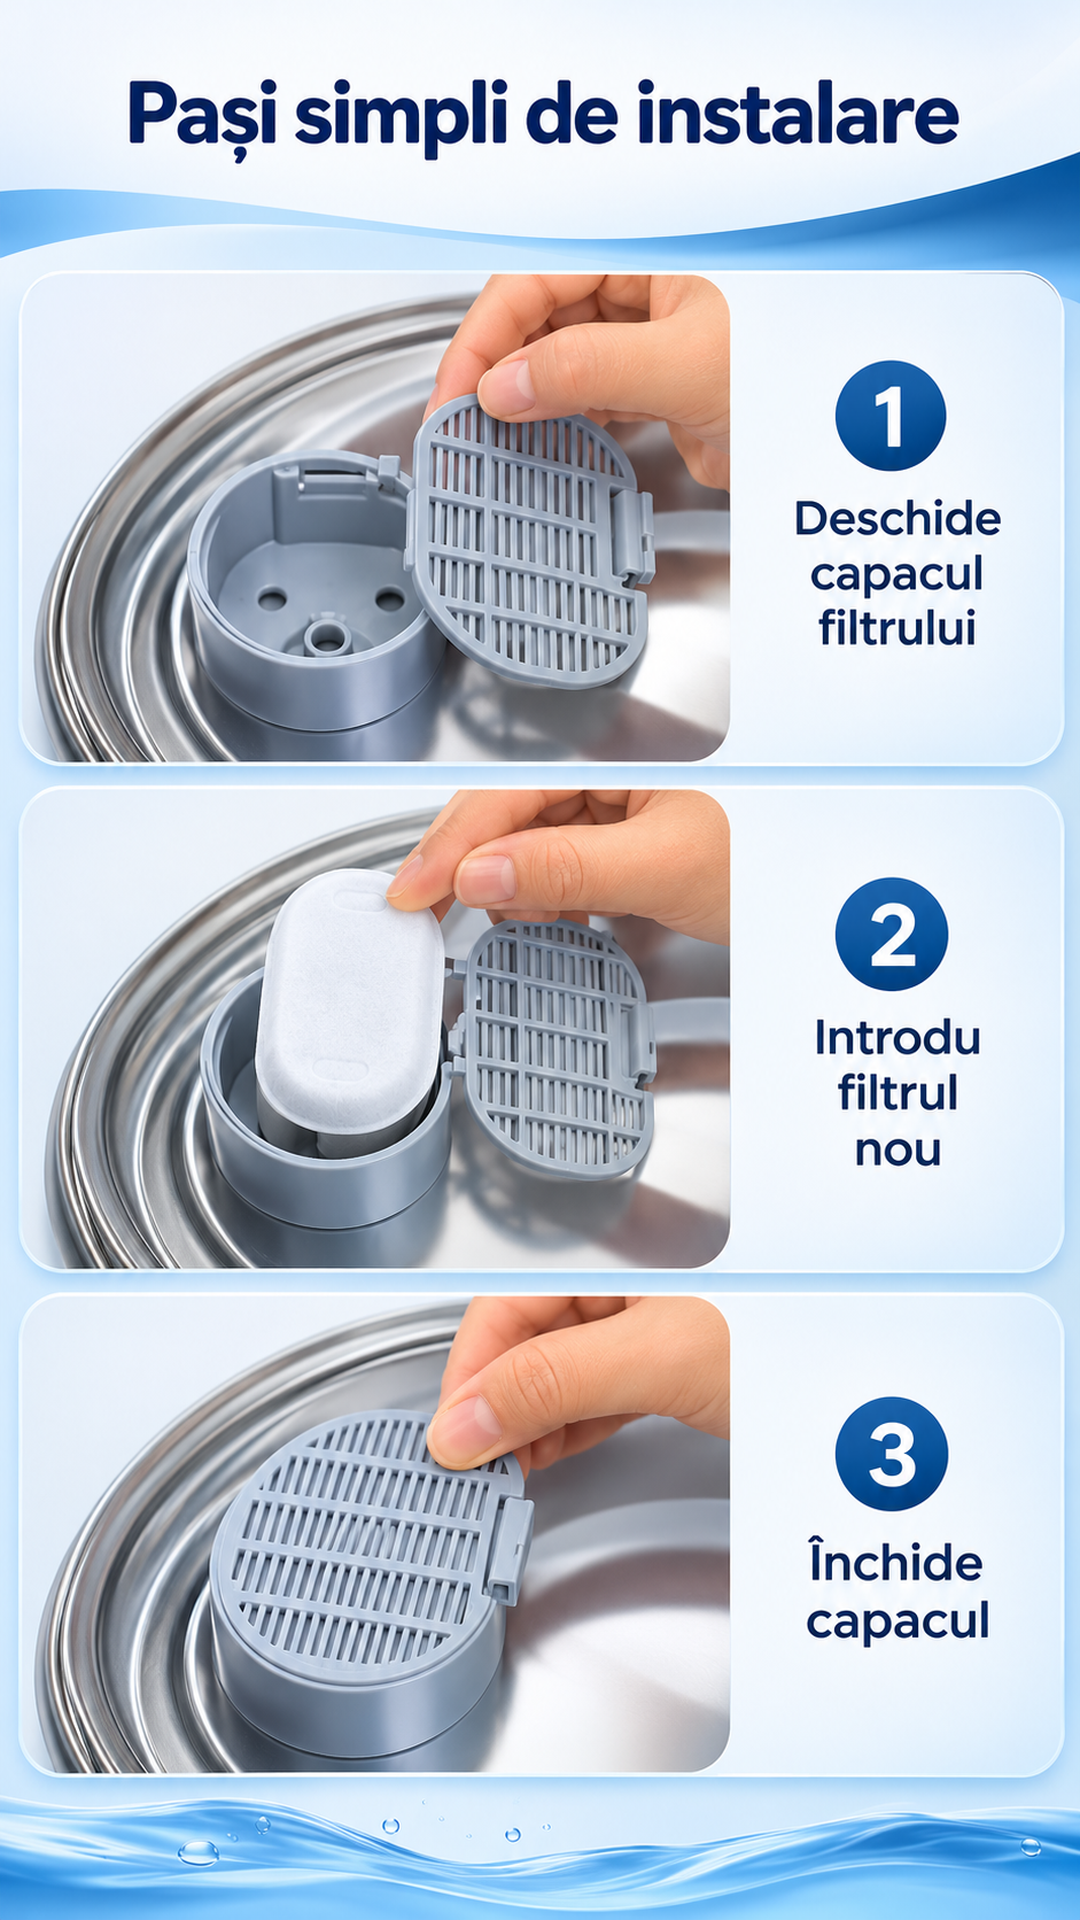 Pași simpli de instalare
1
Deschide
capacul
filtrului
2
Introdu
filtrul
nou
3
Închide
capacul